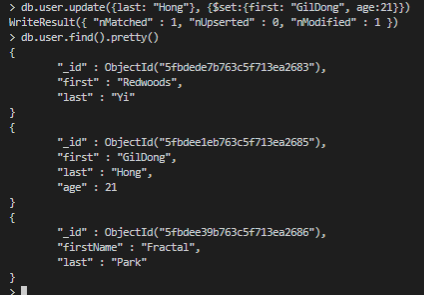 > db.user.update({last: "Hong"}, {$set:{first: "GilDong", age:21}})
WriteResult({ "nMatched" : 1, "nUpserted" : 0, "nModified" : 1 })
> db.user.find().pretty()
{
        "_id" : ObjectId("5fbdede7b763c5f713ea2683"),
        "first" : "Redwoods",
        "last" : "Yi"
}
{
        "_id" : ObjectId("5fbdee1eb763c5f713ea2685"),
        "first" : "GilDong",
        "last" : "Hong",
        "age" : 21
}
{
        "_id" : ObjectId("5fbdee39b763c5f713ea2686"),
        "firstName" : "Fractal",
        "last" : "Park"
}
>